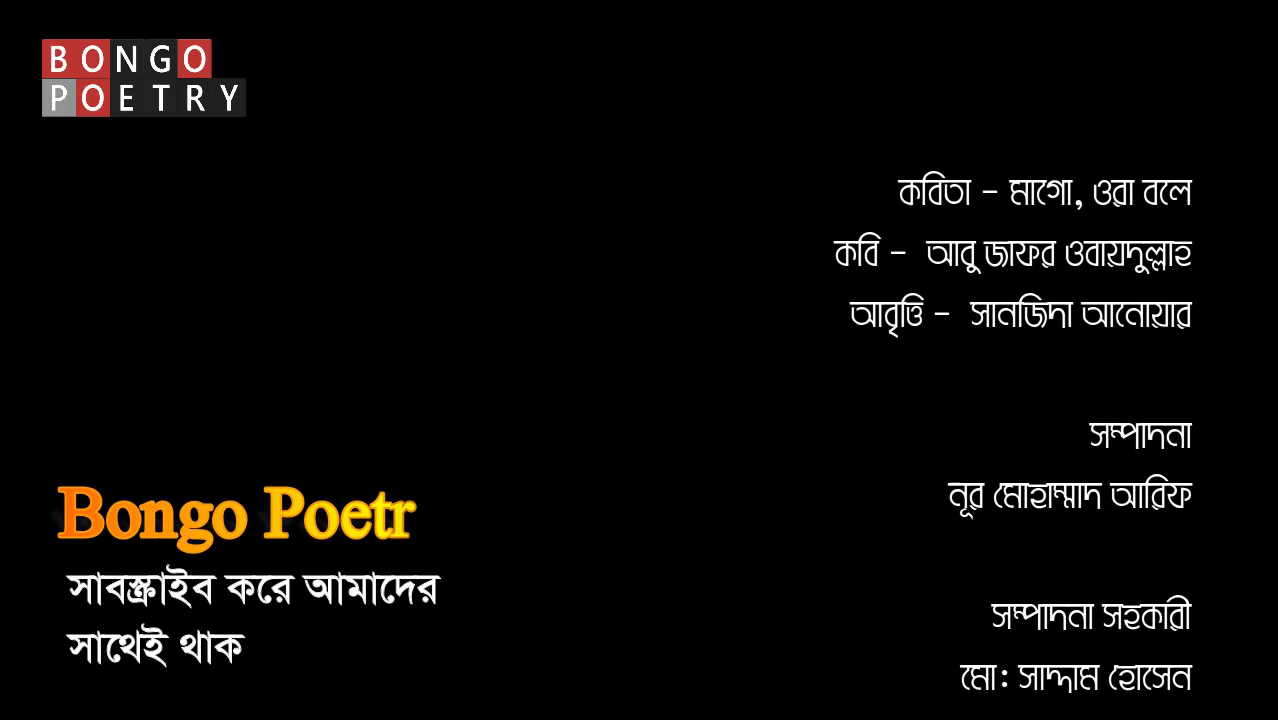 BONGO
POETRY
কবিতা - মাগো, ওরা বলে
কবি - আবু জাফর ওবায়দুল্লাহ
আবৃত্তি - সানজিদা আনোয়ার
সম্পাদনা
নূর মোহাম্মাদ আরিফ
সম্পাদনা সহকারী
মো: সাদ্দাম হোসেন
Bongo Poetr
সাবস্ক্রাইব করে আমাদের
সাথেই থাক